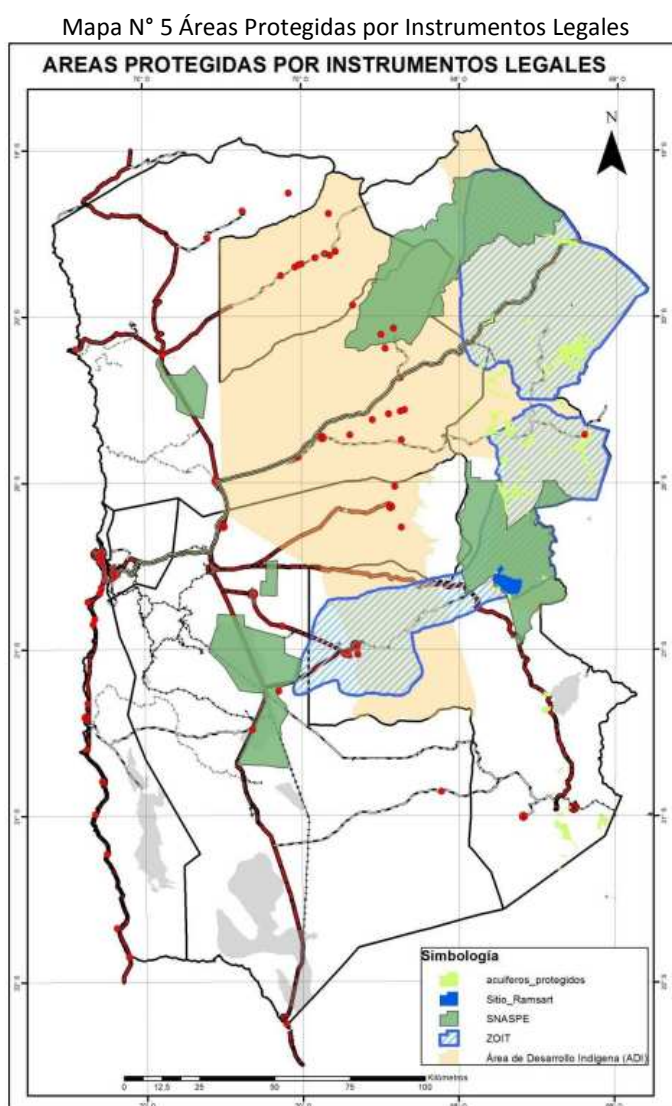 Mapa N° 5 Áreas Protegidas por Instrumentos Legales
AREAS PROTEGIDAS POR INSTRUMENTOS LEGALES
N
Simbología
acuiferos_protegidos
Sitio_Ramsart
SNASPE
ZOIT
Área de Desarrollo Indígena (ADI)
Kilómetros
0 12,5 25 50 75 100